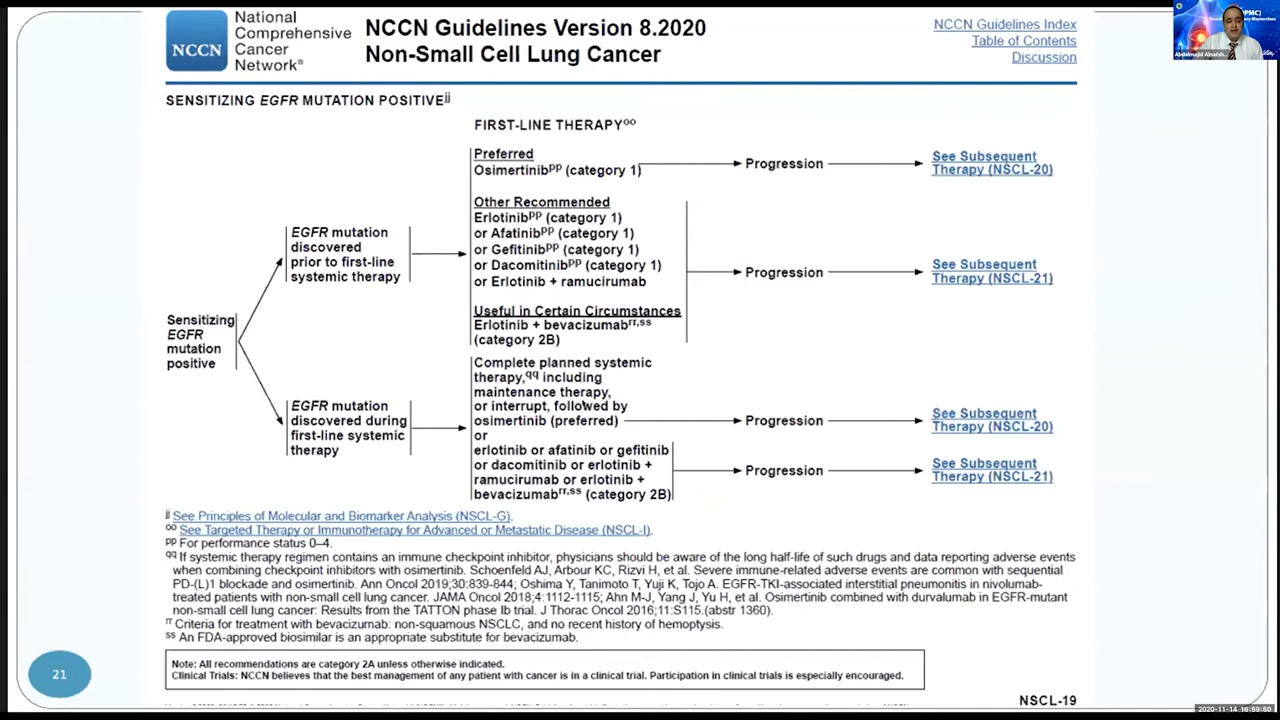 National
Comprehensive
Cancer
Network®
NCCN
NCCN Guidelines Version 8.2020
Non-Small Cell Lung Cancer
NCCN Guidelines Index
Table of Contents
Discussion
SENSITIZING EGFR MUTATION POSITIVEjj
FIRST-LINE THERAPYoo
Sensitizing
EGFR
mutation
positive
EGFR mutation
discovered
prior to first-line
systemic therapy
Preferred
Osimertinibpp (category 1)
Progression
See Subsequent
Therapy (NSCL-20)
Other Recommended
Erlotinibpp (category 1)
or Afatinibpp (category 1)
or Gefitinibpp (category 1)
or Dacomitinibpp (category 1)
or Erlotinib + ramucirumab
Useful in Certain Circumstances
Erlotinib + bevacizumabrr,ss
(category 2B)
Progression
See Subsequent
Therapy (NSCL-21)
EGFR mutation
discovered during
first-line systemic
therapy
Complete planned systemic
therapy,qq including
maintenance therapy,
or interrupt, followed by
osimertinib (preferred)
or
erlotinib or afatinib or gefitinib
or dacomitinib or erlotinib +
ramucirumab or erlotinib +
bevacizumabrr,ss (category 2B)
Progression
See Subsequent
Therapy (NSCL-20)
Progression
See Subsequent
Therapy (NSCL-21)
jj See Principles of Molecular and Biomarker Analysis (NSCL-G).
oo See Targeted Therapy or Immunotherapy for Advanced or Metastatic Disease (NSCL-I).
pp For performance status 0–4.
qq If systemic therapy regimen contains an immune checkpoint inhibitor, physicians should be aware of the long half-life of such drugs and data reporting adverse events
when combining checkpoint inhibitors with osimertinib. Schoenfeld AJ, Arbour KC, Rizvi H, et al. Severe immune-related adverse events are common with sequential
PD-(L)1 blockade and osimertinib. Ann Oncol 2019;30:839-844; Oshima Y, Tanimoto T, Yuji K, Tojo A. EGFR-TKI-associated interstitial pneumonitis in nivolumab-
treated patients with non-small cell lung cancer. JAMA Oncol 2018;4:1112-1115; Ahn M-J, Yang J, Yu H, et al. Osimertinib combined with durvalumab in EGFR-mutant
non-small cell lung cancer: Results from the TATTON phase Ib trial. J Thorac Oncol 2016;11:S115.(abstr 1360).
rr Criteria for treatment with bevacizumab: non-squamous NSCLC, and no recent history of hemoptysis.
ss An FDA-approved biosimilar is an appropriate substitute for bevacizumab.
Note: All recommendations are category 2A unless otherwise indicated.
Clinical Trials: NCCN believes that the best management of any patient with cancer is in a clinical trial. Participation in clinical trials is especially encouraged.
21
NSCL-19
2020-11-14 16:59:50